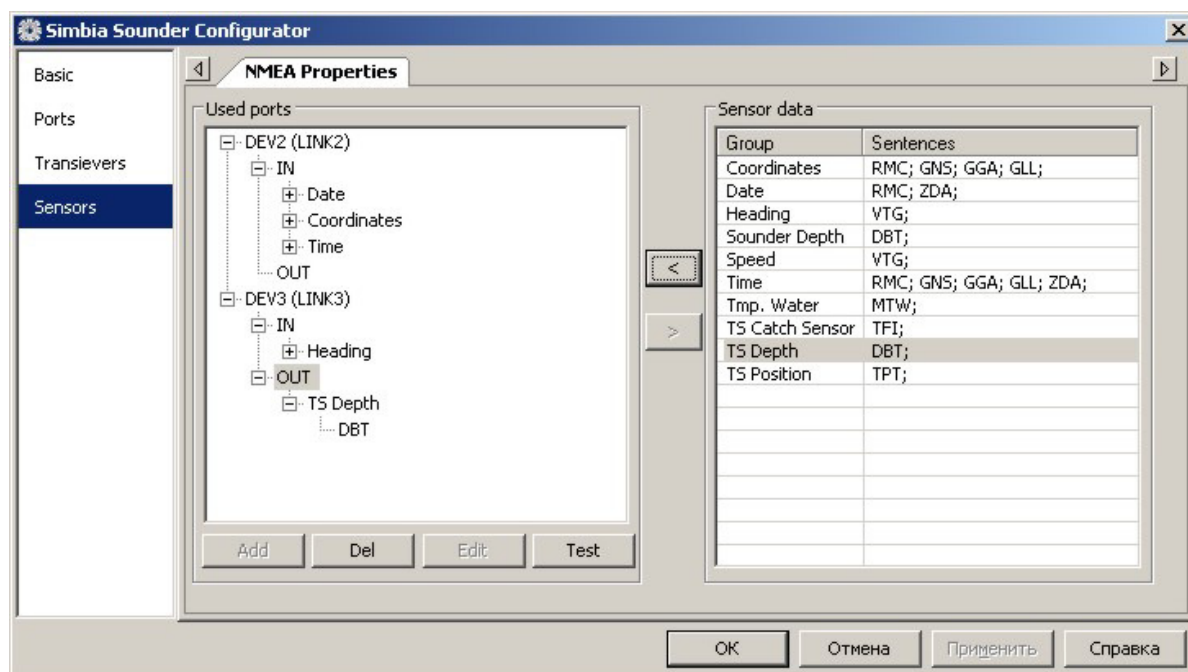 Simbia Sounder Configurator
Basic
Ports
Transievers
Sensors
NMEA Properties
Used ports
DEV2 (LINK2)
IN
Date
Coordinates
Time
OUT
DEV3 (LINK3)
IN
Heading
OUT
TS Depth
DBT
Add Del Edit Test
<
>
Sensor data
Group Sentences
Coordinates RMC; GNS; GGA; GLL;
Date RMC; ZDA;
Heading VTG;
Sounder Depth DBT;
Speed VTG;
Time RMC; GNS; GGA; GLL; ZDA;
Tmp. Water MTW;
TS Catch Sensor TFI;
TS Depth DBT;
TS Position TPT;
OK Отмена Применить Справка